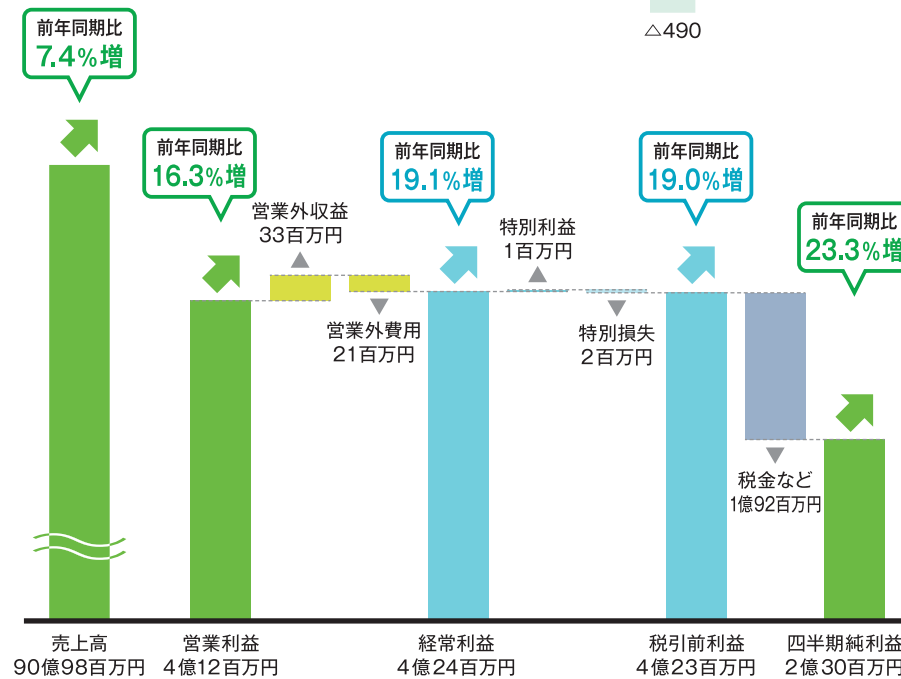 △490
前年同期比
7.4%増
前年同期比
16.3%増
営業外収益
33百万円
営業外費用
21百万円
前年同期比
19.1%増
特別利益
1百万円
特別損失
2百万円
前年同期比
19.0%増
税金など
1億92百万円
前年同期比
23.3%増
売上高
90億98百万円
営業利益
4億12百万円
経常利益
4億24百万円
税引前利益
4億23百万円
四半期純利益
2億30百万円